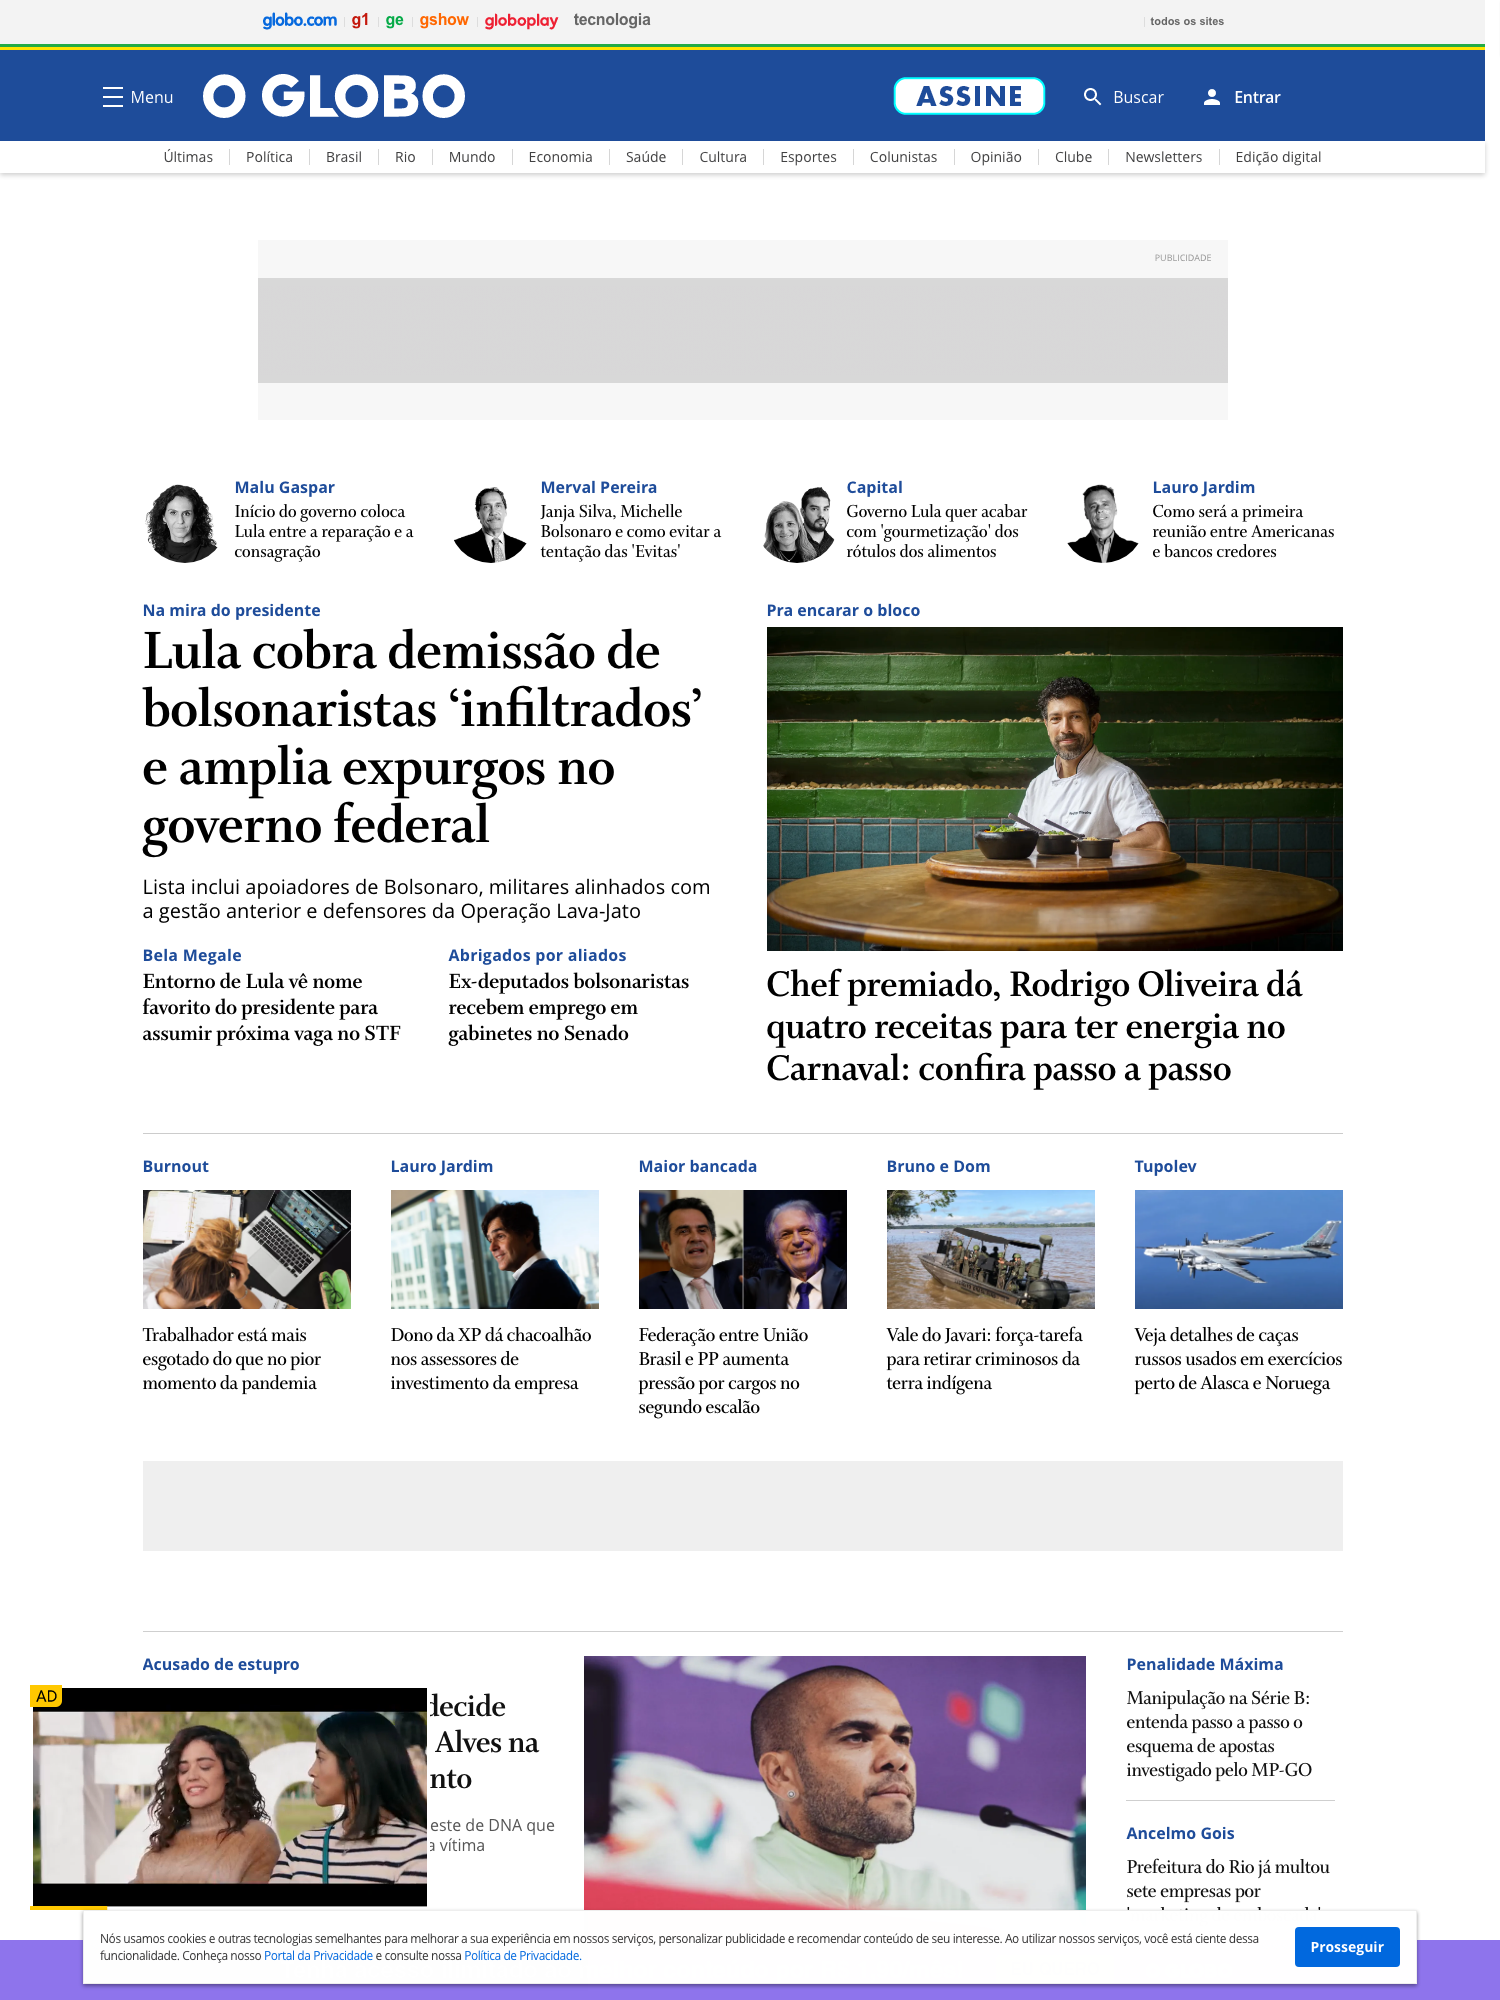 globo.com g1 ge gshow globoplay tecnologia todos os sites
Menu O GLOBO ASSINE Buscar Entrar
Últimas Política Brasil Rio Mundo Economia Saúde Cultura Esportes Colunistas Opinião Clube Newsletters Edição digital
PUBLICIDADE
Malu Gaspar
Início do governo coloca
Lula entre a reparação e a
consagração
Merval Pereira
Janja Silva, Michelle
Bolsonaro e como evitar a
tentação das 'Evitas'
Capital
Governo Lula quer acabar
com 'gourmetização' dos
rótulos dos alimentos
Lauro Jardim
Como será a primeira
reunião entre Americanas
e bancos credores
Na mira do presidente
Lula cobra demissão de
bolsonaristas ‘infiltrados’
e amplia expurgos no
governo federal
Lista inclui apoiadores de Bolsonaro, militares alinhados com
a gestão anterior e defensores da Operação Lava-Jato
Bela Megale
Entorno de Lula vê nome
favorito do presidente para
assumir próxima vaga no STF
Abrigados por aliados
Ex-deputados bolsonaristas
recebem emprego em
gabinetes no Senado
Pra encarar o bloco
Chef premiado, Rodrigo Oliveira dá
quatro receitas para ter energia no
Carnaval: confira passo a passo
Burnout
Trabalhador está mais
esgotado do que no pior
momento da pandemia
Lauro Jardim
Dono da XP dá chacoalhão
nos assessores de
investimento da empresa
Maior bancada
Federação entre União
Brasil e PP aumenta
pressão por cargos no
segundo escalão
Bruno e Dom
Vale do Javari: força-tarefa
para retirar criminosos da
terra indígena
Tupolev
Veja detalhes de caças
russos usados em exercícios
perto de Alasca e Noruega
Acusado de estupro
AD
decide
Alves na
nto
este de DNA que
a vítima
Penalidade Máxima
Manipulação na Série B:
entenda passo a passo o
esquema de apostas
investigado pelo MP-GO
Ancelmo Gois
Prefeitura do Rio já multou
sete empresas por
Nós usamos cookies e outras tecnologias semelhantes para melhorar a sua experiência em nossos serviços, personalizar publicidade e recomendar conteúdo de seu interesse. Ao utilizar nossos serviços, você está ciente dessa
funcionalidade. Conheça nosso Portal da Privacidade e consulte nossa Política de Privacidade.
Prosseguir